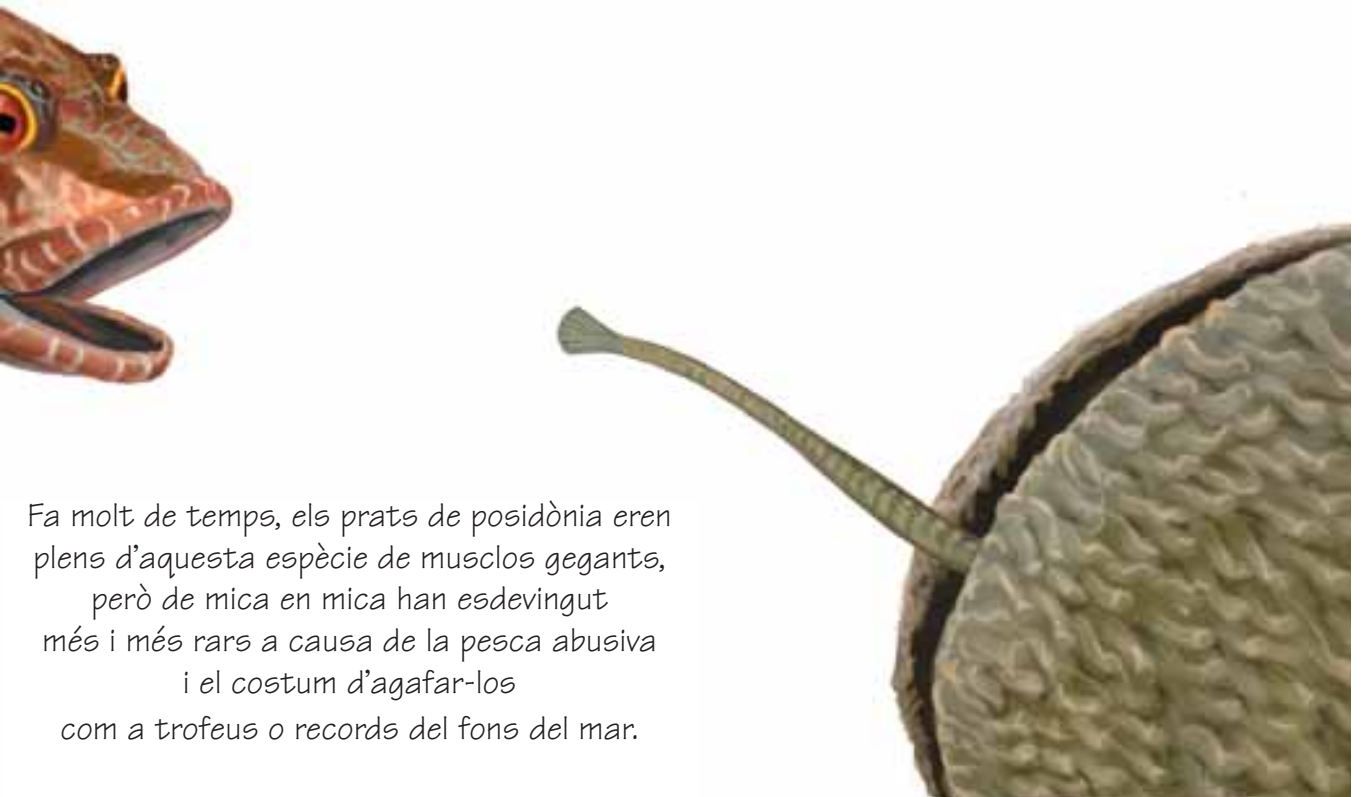 Fa molt de temps, els prats de posidònia eren
plens d’aquesta espècie de musclos gegants,
però de mica en mica han esdevingut
més i més rars a causa de la pesca abusiva
i el costum d’agafar-los
com a trofeus o records del fons del mar.